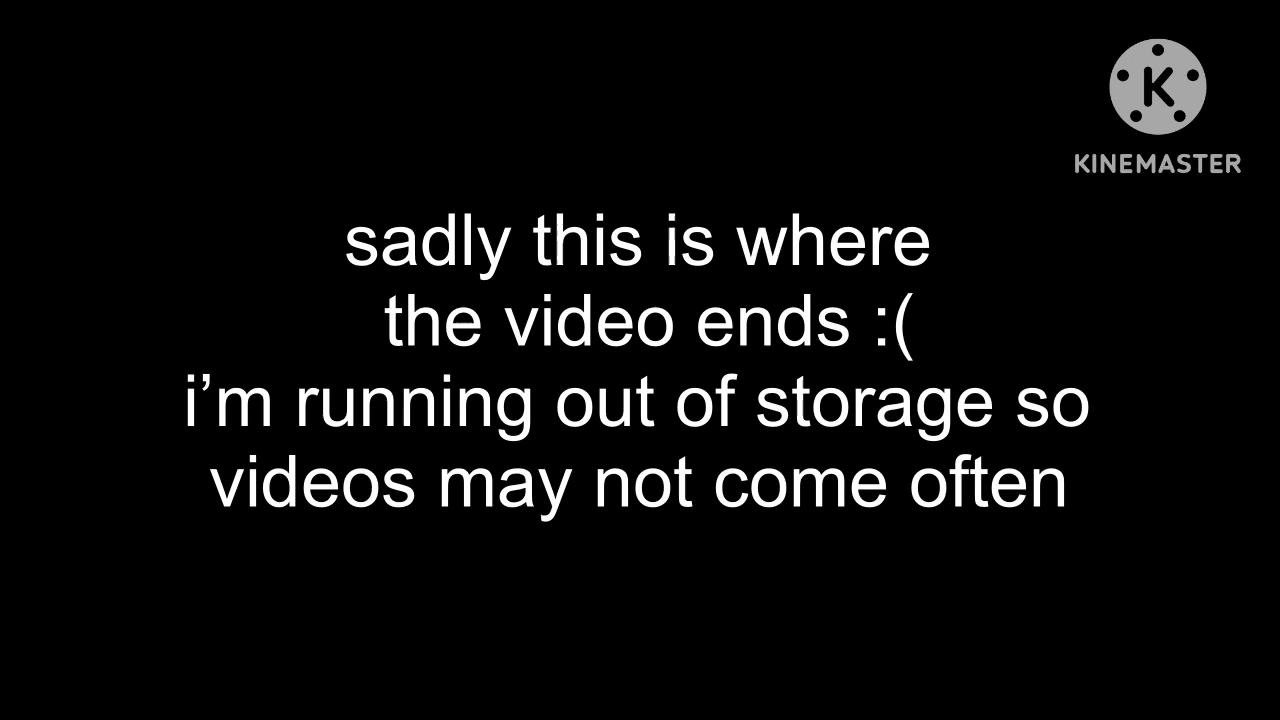 K
KINEMASTER
sadly this is where
the video ends :(
i’m running out of storage so
videos may not come often